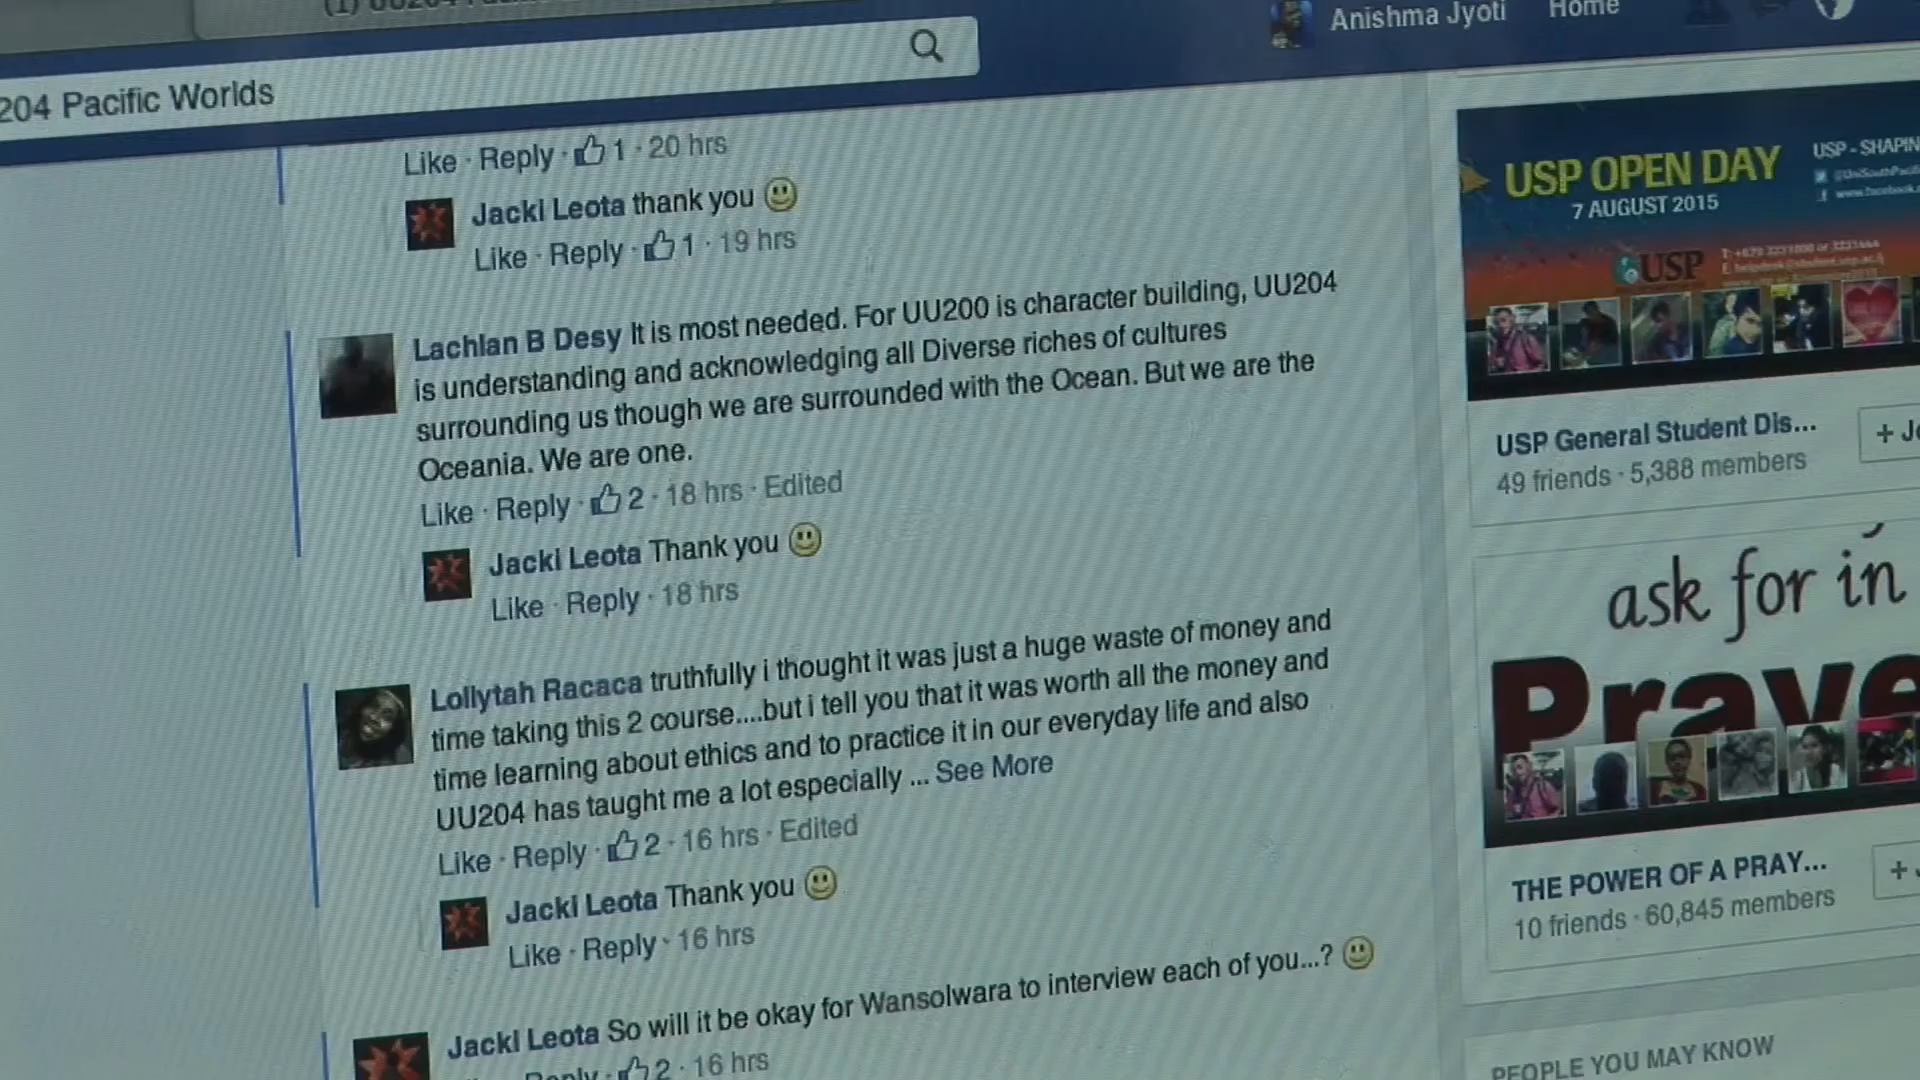 Anishma Jyoti Home
204 Pacific Worlds
Like · Reply · 1 · 20 hrs
Jacki Leota thank you
Like · Reply · 1 · 19 hrs
Lachlan B Desy It is most needed. For UU200 is character building, UU204
is understanding and acknowledging all Diverse riches of cultures
surrounding us though we are surrounded with the Ocean. But we are the
Oceania. We are one.
Like · Reply · 2 · 18 hrs · Edited
Jacki Leota Thank you
Like · Reply · 18 hrs
Lollytah Racaca truthfully i thought it was just a huge waste of money and
time taking this 2 course....but i tell you that it was worth all the money and
time learning about ethics and to practice it in our everyday life and also
UU204 has taught me a lot especially ... See More
Like · Reply · 2 · 16 hrs · Edited
Jacki Leota Thank you
Like · Reply · 16 hrs
Jacki Leota So will it be okay for Wansolwara to interview each of you...?
Reply · 2 · 16 hrs
USP OPEN DAY
7 AUGUST 2015
USP - SHAPIN
USP
USP General Student Dis...
49 friends · 5,388 members
+ Jo
ask for in
Praye
THE POWER OF A PRAY...
10 friends · 60,845 members
+
PEOPLE YOU MAY KNOW